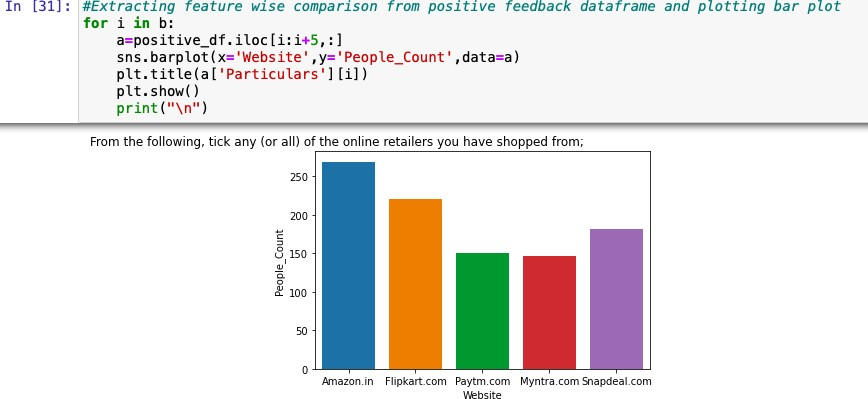 In [31]: #Extracting feature wise comparison from positive feedback dataframe and plotting bar plot
for i in b:
    a=positive_df.iloc[i:i+5,:]
    sns.barplot(x='Website',y='People_Count',data=a)
    plt.title(a['Particulars'][i])
    plt.show()
    print("\n")
From the following, tick any (or all) of the online retailers you have shopped from;
People_Count
250
200
150
100
50
0
Amazon.in Flipkart.com Paytm.com Myntra.com Snapdeal.com
Website